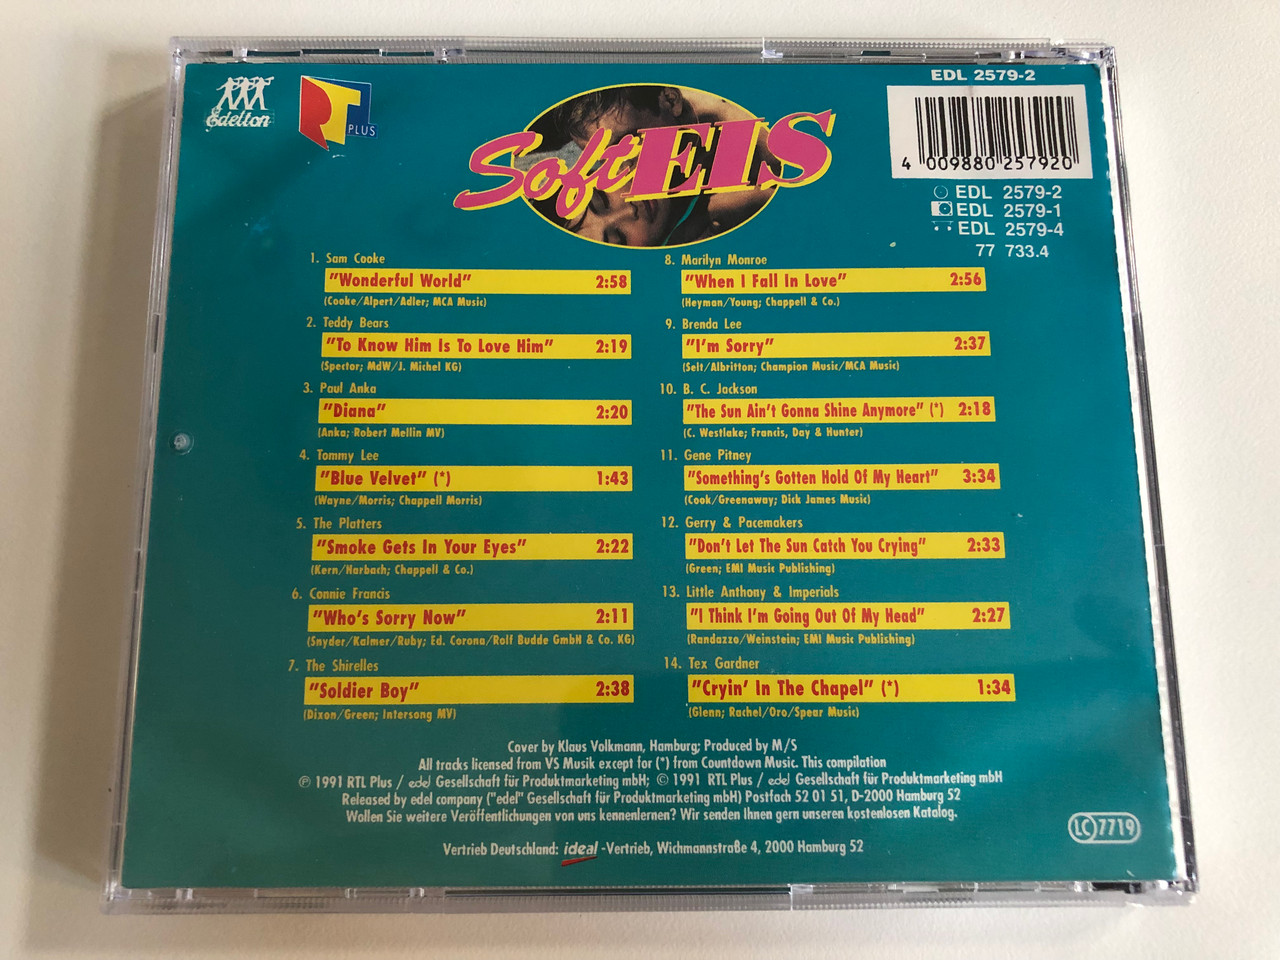 Edelton
RTL PLUS
Soft EIS
EDL 2579-2
4 009880 257920
EDL 2579-2
EDL 2579-1
EDL 2579-4
77 733.4
1. Sam Cooke
"Wonderful World" 2:58
(Cooke/Alpert/Adler; MCA Music)
2. Teddy Bears
"To Know Him Is To Love Him" 2:19
(Spector; MdW/J. Michel KG)
3. Paul Anka
"Diana" 2:20
(Anka; Robert Mellin MV)
4. Tommy Lee
"Blue Velvet" (*) 1:43
(Wayne/Morris; Chappell Morris)
5. The Platters
"Smoke Gets In Your Eyes" 2:22
(Kern/Harbach; Chappell & Co.)
6. Connie Francis
"Who's Sorry Now" 2:11
(Snyder/Kalmer/Ruby; Ed. Corona/Rolf Budde GmbH & Co. KG)
7. The Shirelles
"Soldier Boy" 2:38
(Dixon/Green; Intersong MV)
8. Marilyn Monroe
"When I Fall In Love" 2:56
(Heyman/Young; Chappell & Co.)
9. Brenda Lee
"I'm Sorry" 2:37
(Selt/Albritton; Champion Music/MCA Music)
10. B. C. Jackson
"The Sun Ain't Gonna Shine Anymore" (*) 2:18
(C. Westlake; Francis, Day & Hunter)
11. Gene Pitney
"Something's Gotten Hold Of My Heart" 3:34
(Cook/Greenaway; Dick James Music)
12. Gerry & Pacemakers
"Don't Let The Sun Catch You Crying" 2:33
(Green; EMI Music Publishing)
13. Little Anthony & Imperials
"I Think I'm Going Out Of My Head" 2:27
(Randazzo/Weinstein; EMI Music Publishing)
14. Tex Gardner
"Cryin' In The Chapel" (*) 1:34
(Glenn; Rachel/Oro/Spear Music)
Cover by Klaus Volkmann, Hamburg; Produced by M/S
All tracks licensed from VS Musik except for (*) from Countdown Music. This compilation
℗ 1991 RTL Plus / edel Gesellschaft für Produktmarketing mbH; © 1991 RTL Plus / edel Gesellschaft für Produktmarketing mbH
Released by edel company ("edel" Gesellschaft für Produktmarketing mbH) Postfach 52 01 51, D-2000 Hamburg 52
Wollen Sie weitere Veröffentlichungen von uns kennenlernen? Wir senden Ihnen gern unseren kostenlosen Katalog.
LC 7719
Vertrieb Deutschland: ideal -Vertrieb, Wichmannstraße 4, 2000 Hamburg 52